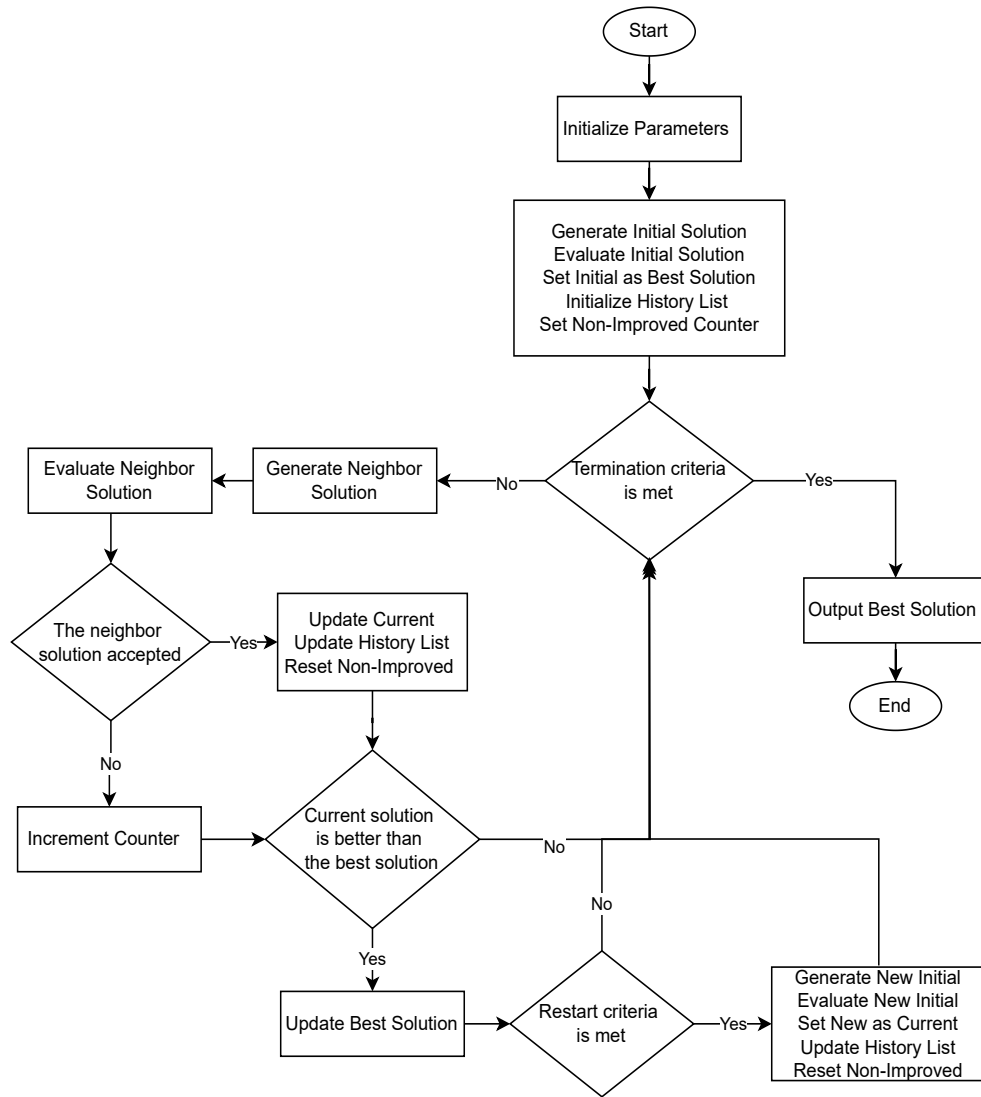 Start
Initialize Parameters
Generate Initial Solution
Evaluate Initial Solution
Set Initial as Best Solution
Initialize History List
Set Non-Improved Counter
Termination criteria
is met
No
Yes
Generate Neighbor
Solution
Evaluate Neighbor
Solution
Output Best Solution
End
The neighbor
solution accepted
Yes
No
Update Current
Update History List
Reset Non-Improved
Increment Counter
Current solution
is better than
the best solution
No
Yes
Update Best Solution
Restart criteria
is met
No
Yes
Generate New Initial
Evaluate New Initial
Set New as Current
Update History List
Reset Non-Improved